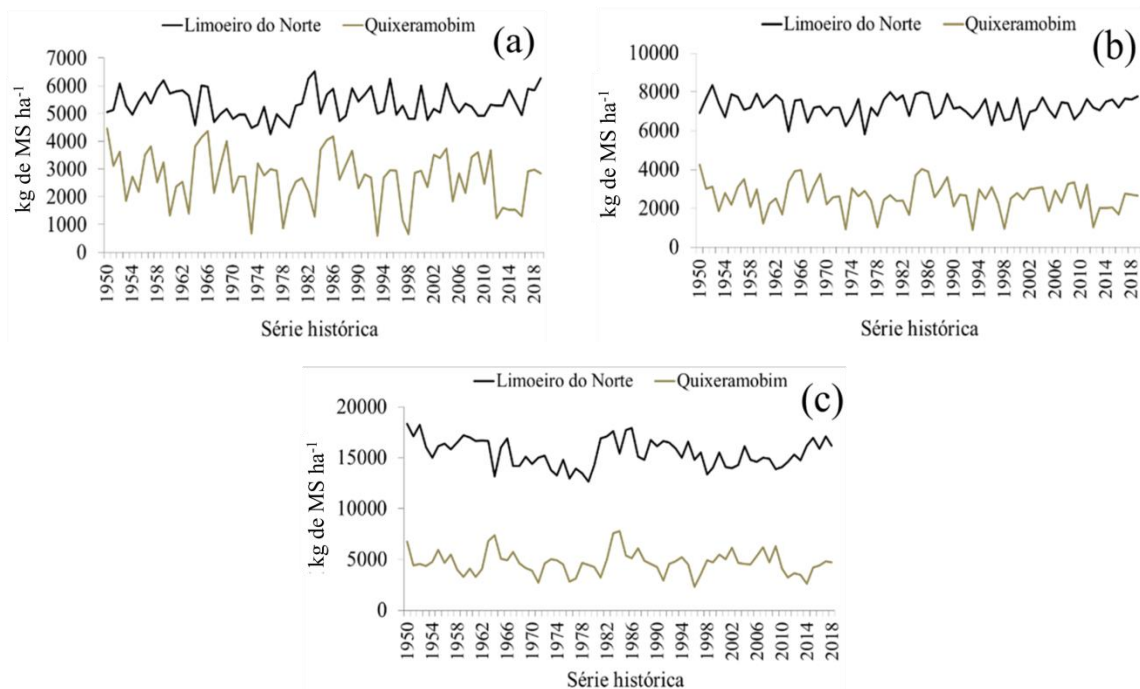 Limoeiro do Norte Quixeramobim
(a)
kg de MS ha⁻¹
7000
6000
5000
4000
3000
2000
1000
0
1950 1954 1958 1962 1966 1970 1974 1978 1982 1986 1990 1994 1998 2002 2006 2010 2014 2018
Série histórica
Limoeiro do Norte Quixeramobim
(b)
kg de MS ha⁻¹
10000
8000
6000
4000
2000
0
1950 1954 1958 1962 1966 1970 1974 1978 1982 1986 1990 1994 1998 2002 2006 2010 2014 2018
Série histórica
Limoeiro do Norte Quixeramobim
(c)
kg de MS ha⁻¹
20000
15000
10000
5000
0
1950 1954 1958 1962 1966 1970 1974 1978 1982 1986 1990 1994 1998 2002 2006 2010 2014 2018
Série histórica